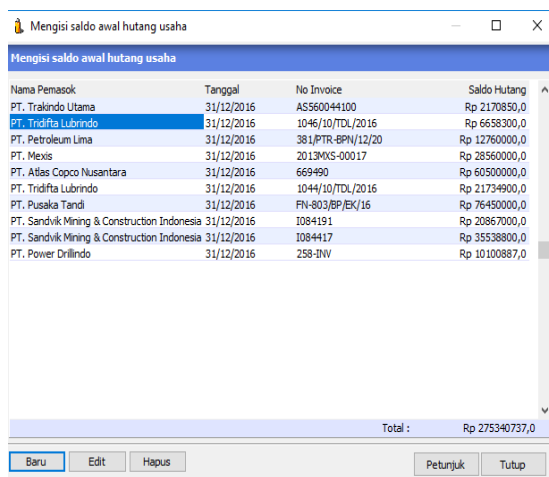 Mengisi saldo awal hutang usaha
Mengisi saldo awal hutang usaha
Nama Pemasok Tanggal No Invoice Saldo Hutang
PT. Trakindo Utama 31/12/2016 AS560044100 Rp 2170850,0
PT. Tridifta Lubrindo 31/12/2016 1046/10/TDL/2016 Rp 6658300,0
PT. Petroleum Lima 31/12/2016 381/PTR-BPN/12/20 Rp 12760000,0
PT. Mexis 31/12/2016 2013MXS-00017 Rp 28560000,0
PT. Atlas Copco Nusantara 31/12/2016 669490 Rp 60500000,0
PT. Tridifta Lubrindo 31/12/2016 1044/10/TDL/2016 Rp 21734900,0
PT. Pusaka Tandi 31/12/2016 FN-803/BP/EK/16 Rp 76450000,0
PT. Sandvik Mining & Construction Indonesia 31/12/2016 I084191 Rp 20867000,0
PT. Sandvik Mining & Construction Indonesia 31/12/2016 I084417 Rp 35538800,0
PT. Power Drillindo 31/12/2016 258-INV Rp 10100887,0
Total : Rp 275340737,0
Baru Edit Hapus Petunjuk Tutup